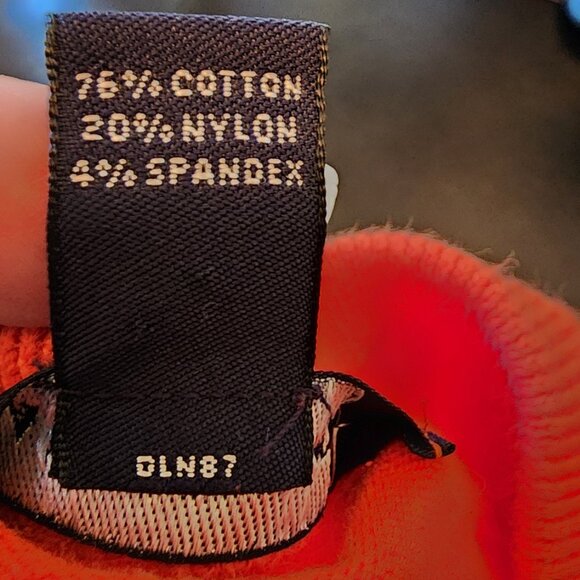 76% COTTON
20% NYLON
4% SPANDEX
DLN87